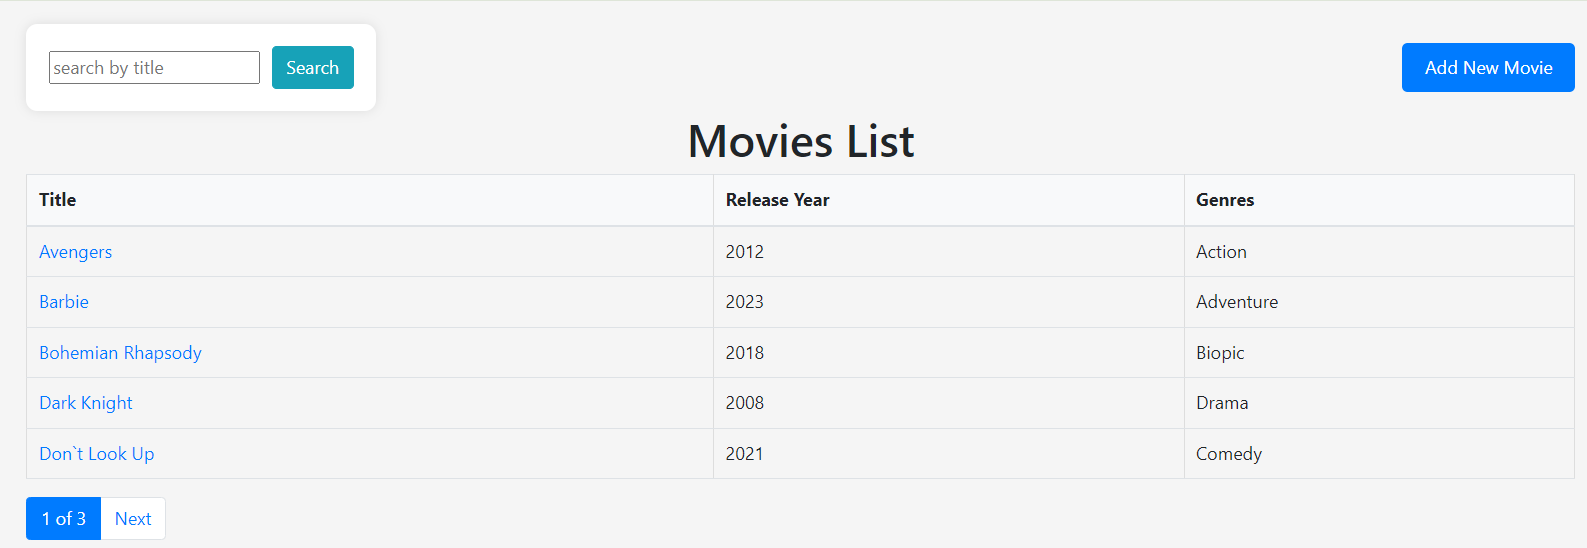 search by title Search Add New Movie
Movies List
Title Release Year Genres
Avengers 2012 Action
Barbie 2023 Adventure
Bohemian Rhapsody 2018 Biopic
Dark Knight 2008 Drama
Don`t Look Up 2021 Comedy
1 of 3 Next